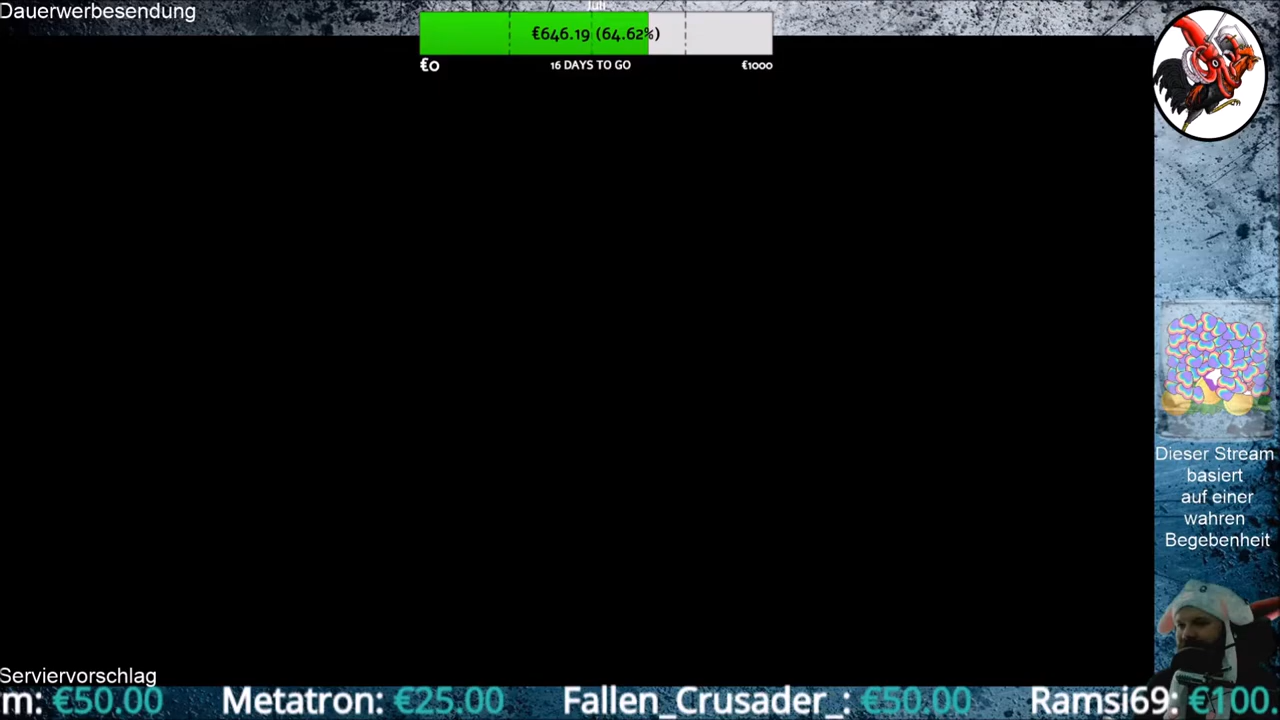 Dauerwerbesendung
Juli
€646.19 (64.62%)
€0
16 DAYS TO GO
€1000
Dieser Stream
basiert
auf einer
wahren
Begebenheit
Serviervorschlag
m: €50.00 Metatron: €25.00 Fallen_Crusader_: €50.00 Ramsi69: €100.